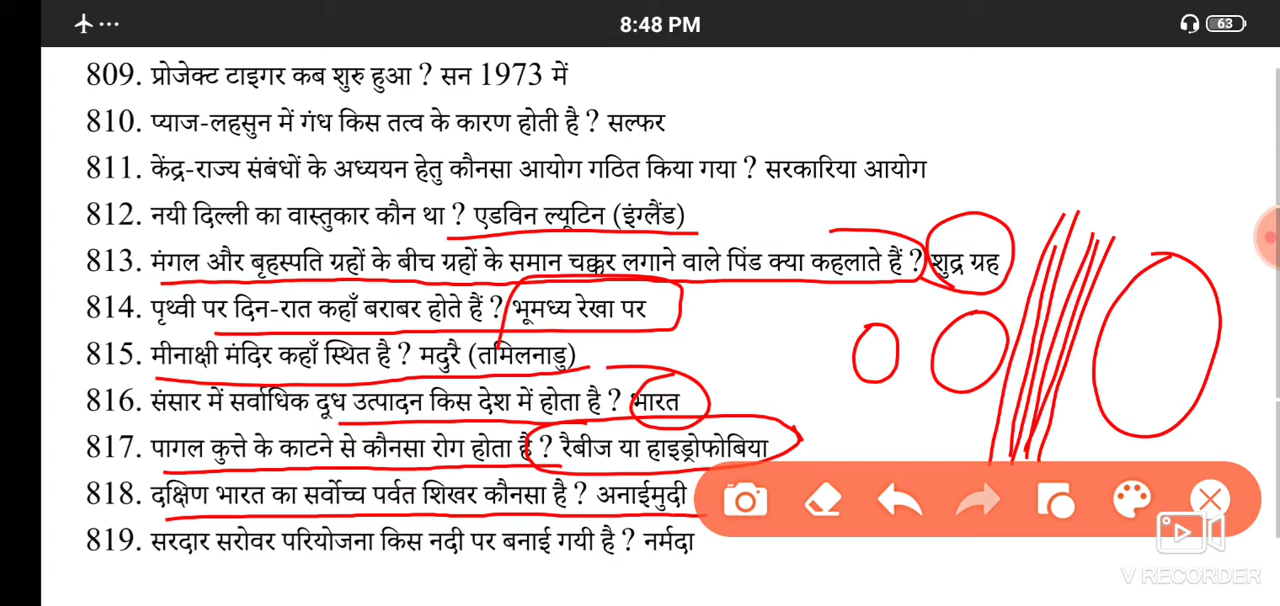 8:48 PM
63
809. प्रोजेक्ट टाइगर कब शुरु हुआ ? सन 1973 में
810. प्याज-लहसुन में गंध किस तत्व के कारण होती है ? सल्फर
811. केंद्र-राज्य संबंधों के अध्ययन हेतु कौनसा आयोग गठित किया गया ? सरकारिया आयोग
812. नयी दिल्ली का वास्तुकार कौन था ? एडविन ल्यूटिन (इंग्लैंड)
813. मंगल और बृहस्पति ग्रहों के बीच ग्रहों के समान चक्कर लगाने वाले पिंड क्या कहलाते हैं ? शुद्र ग्रह
814. पृथ्वी पर दिन-रात कहाँ बराबर होते हैं ? भूमध्य रेखा पर
815. मीनाक्षी मंदिर कहाँ स्थित है ? मदुरै (तमिलनाडु)
816. संसार में सर्वाधिक दूध उत्पादन किस देश में होता है ? भारत
817. पागल कुत्ते के काटने से कौनसा रोग होता है ? रैबीज या हाइड्रोफोबिया
818. दक्षिण भारत का सर्वोच्च पर्वत शिखर कौनसा है ? अनाईमुदी
819. सरदार सरोवर परियोजना किस नदी पर बनाई गयी है ? नर्मदा
V RECORDER